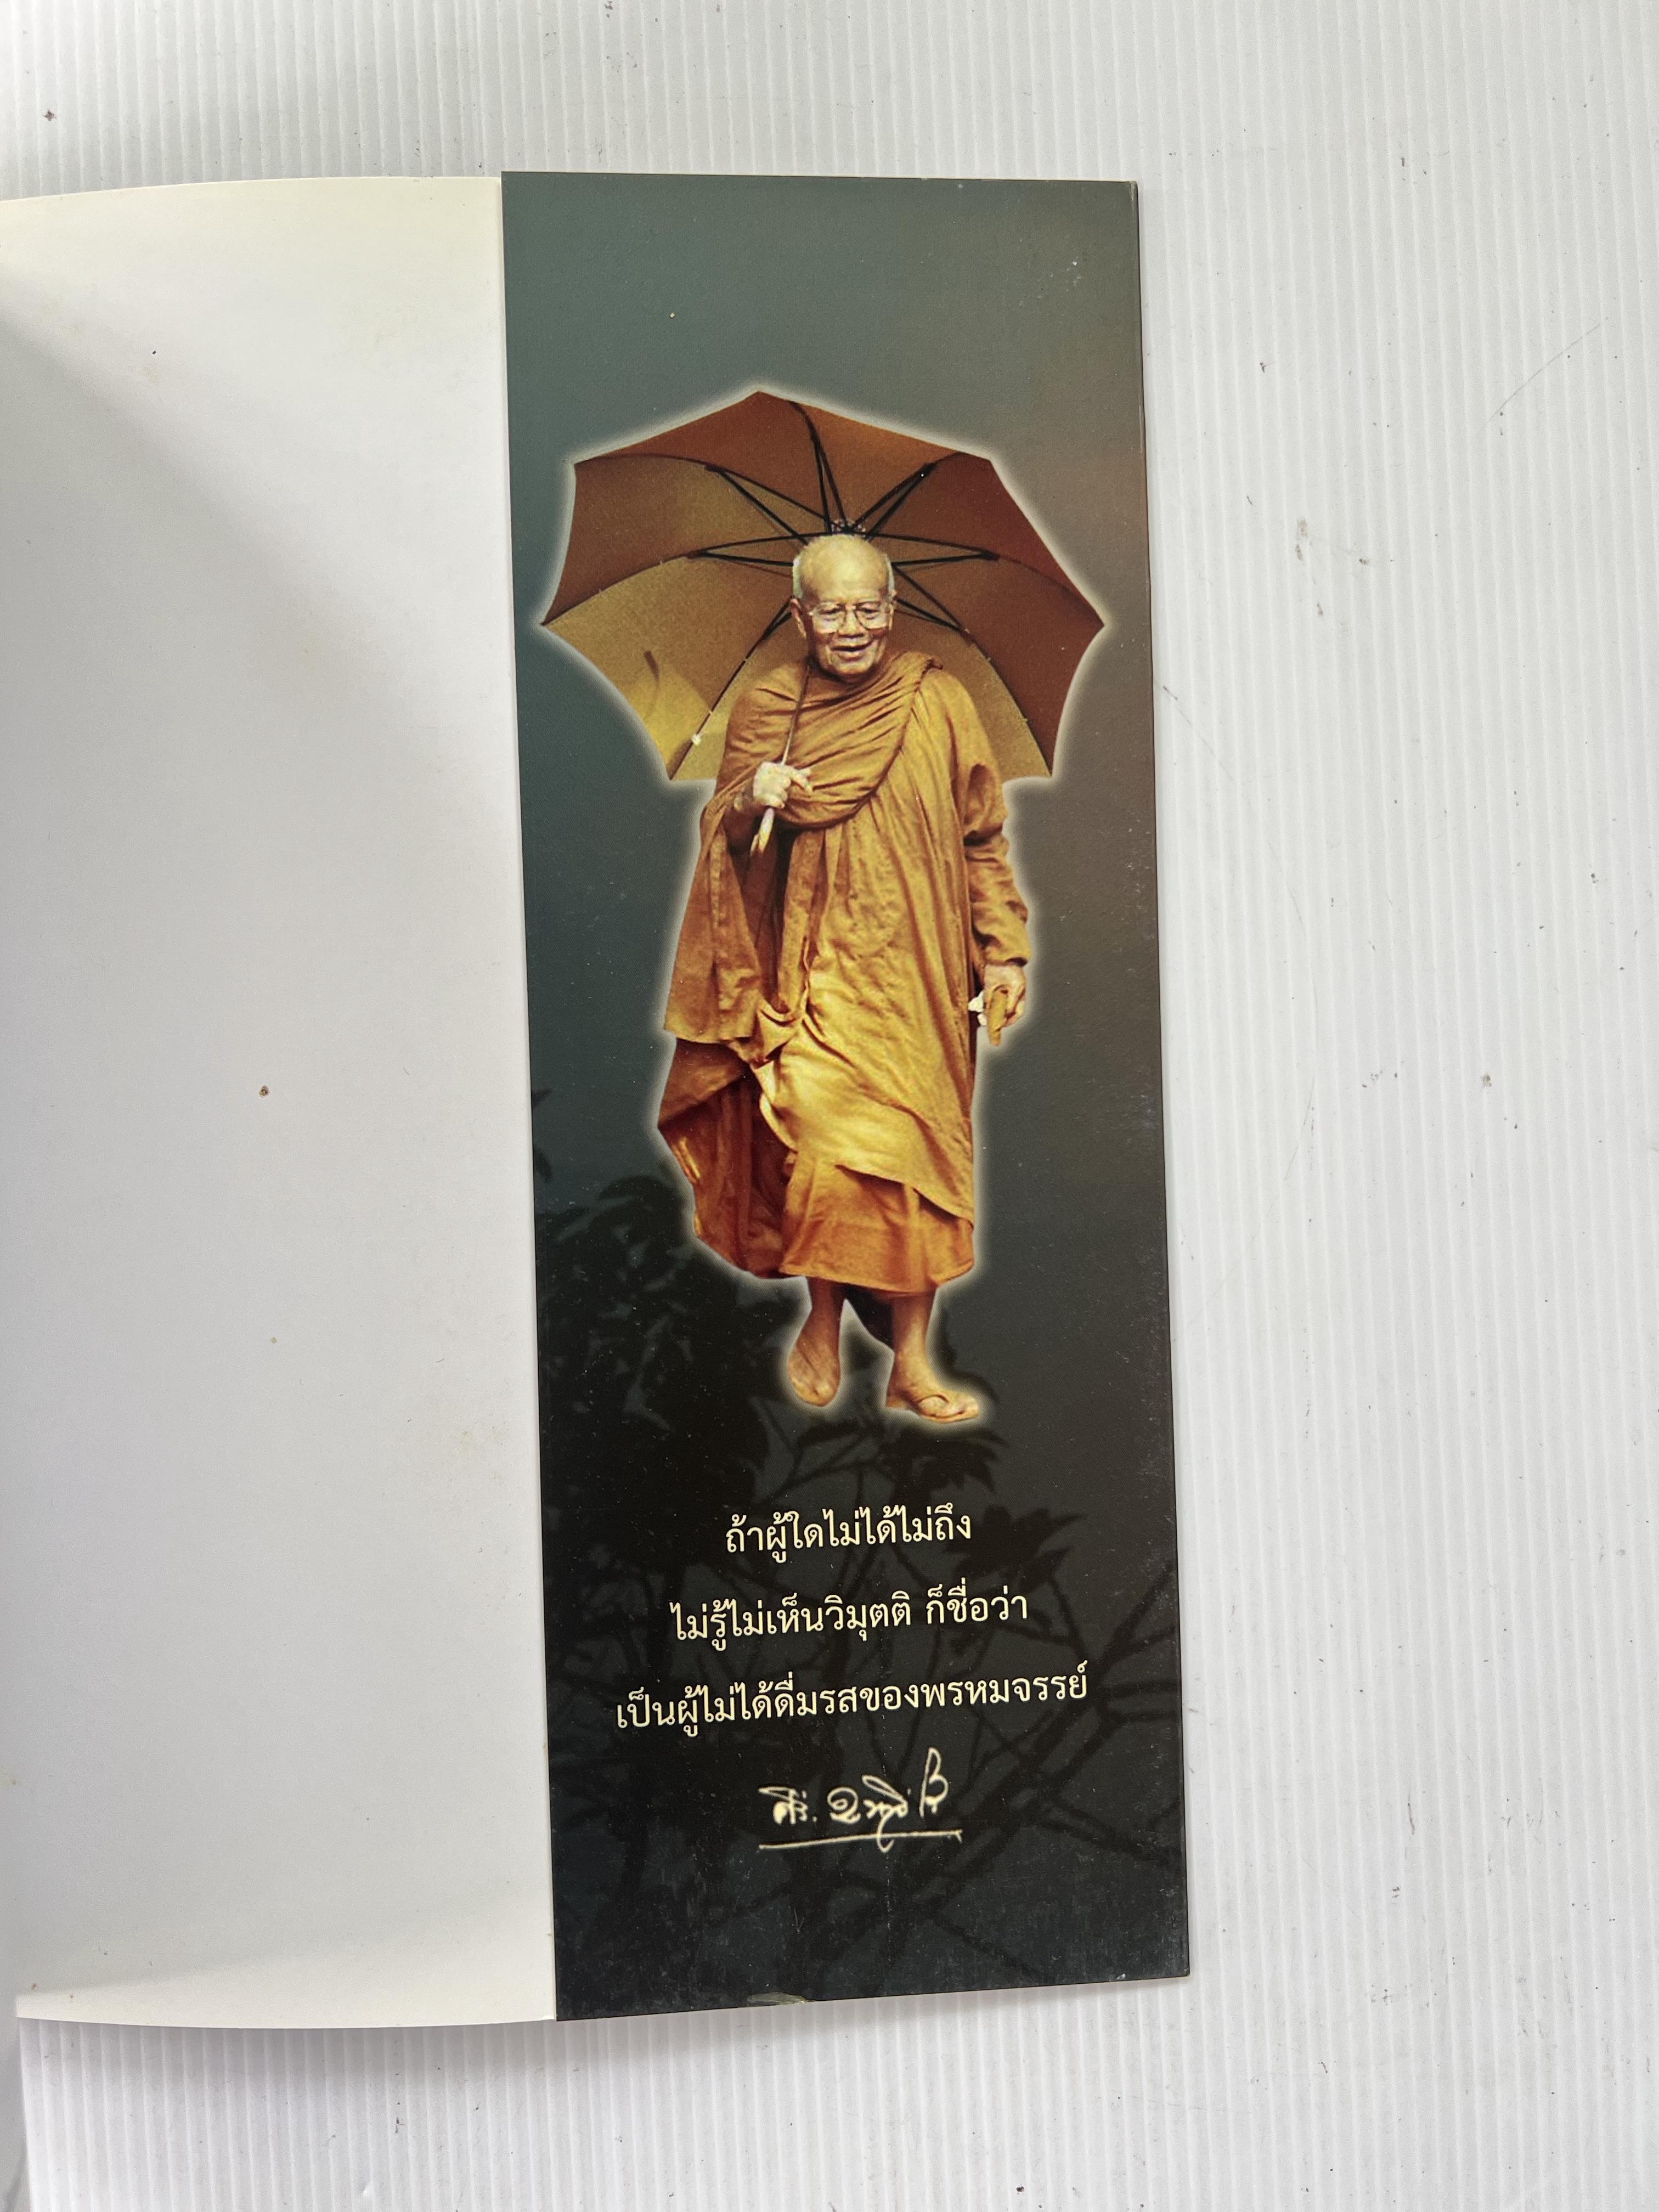 ถ้าผู้ใดไม่ได้ไม่ถึง
ไม่รู้ไม่เห็นวิมุตติ ก็ชื่อว่า
เป็นผู้ไม่ได้ดื่มรสของพรหมจรรย์